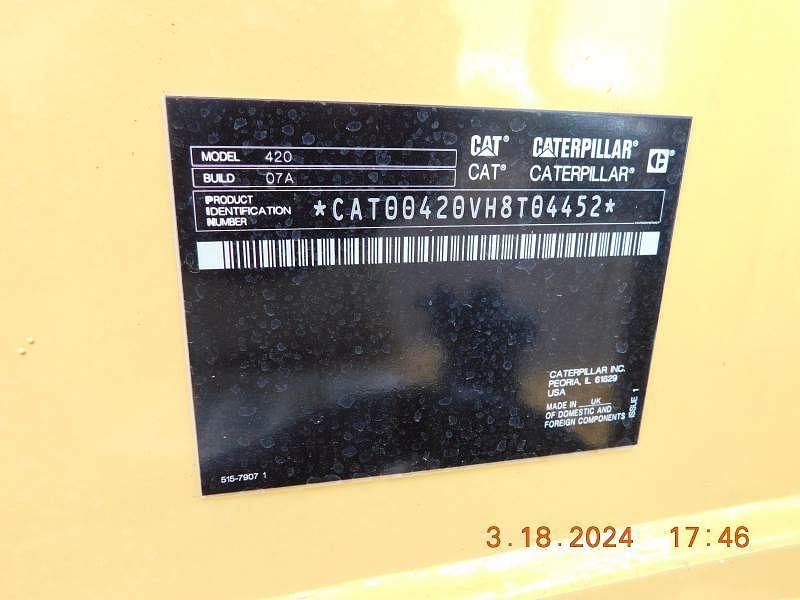 MODEL 420
BUILD 07A
CAT® CATERPILLAR® C
CAT® CATERPILLAR®
PRODUCT
IDENTIFICATION
NUMBER
*CAT00420VH8T04452*
CATERPILLAR INC.
PEORIA, IL 61629
USA
MADE IN UK
OF DOMESTIC AND
FOREIGN COMPONENTS
ISSUE 1
515-7907 1
3.18.2024 17:46